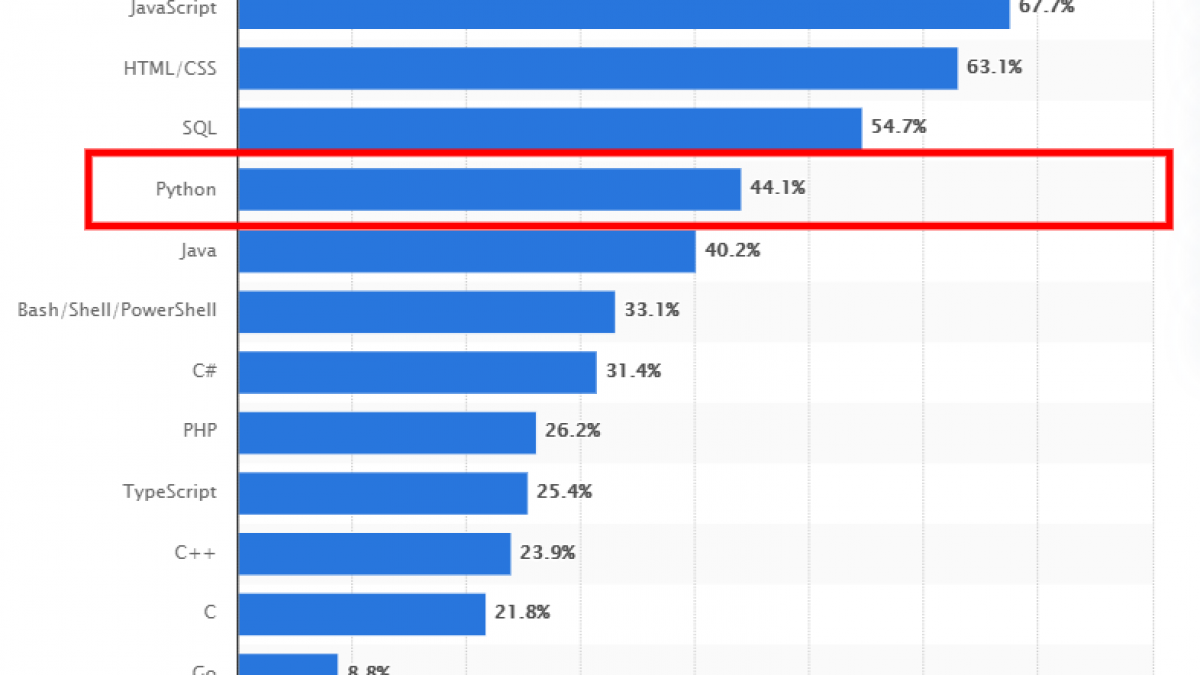 JavaScript 67.7%
HTML/CSS 63.1%
SQL 54.7%
Python 44.1%
Java 40.2%
Bash/Shell/PowerShell 33.1%
C# 31.4%
PHP 26.2%
TypeScript 25.4%
C++ 23.9%
C 21.8%
Go 8.8%